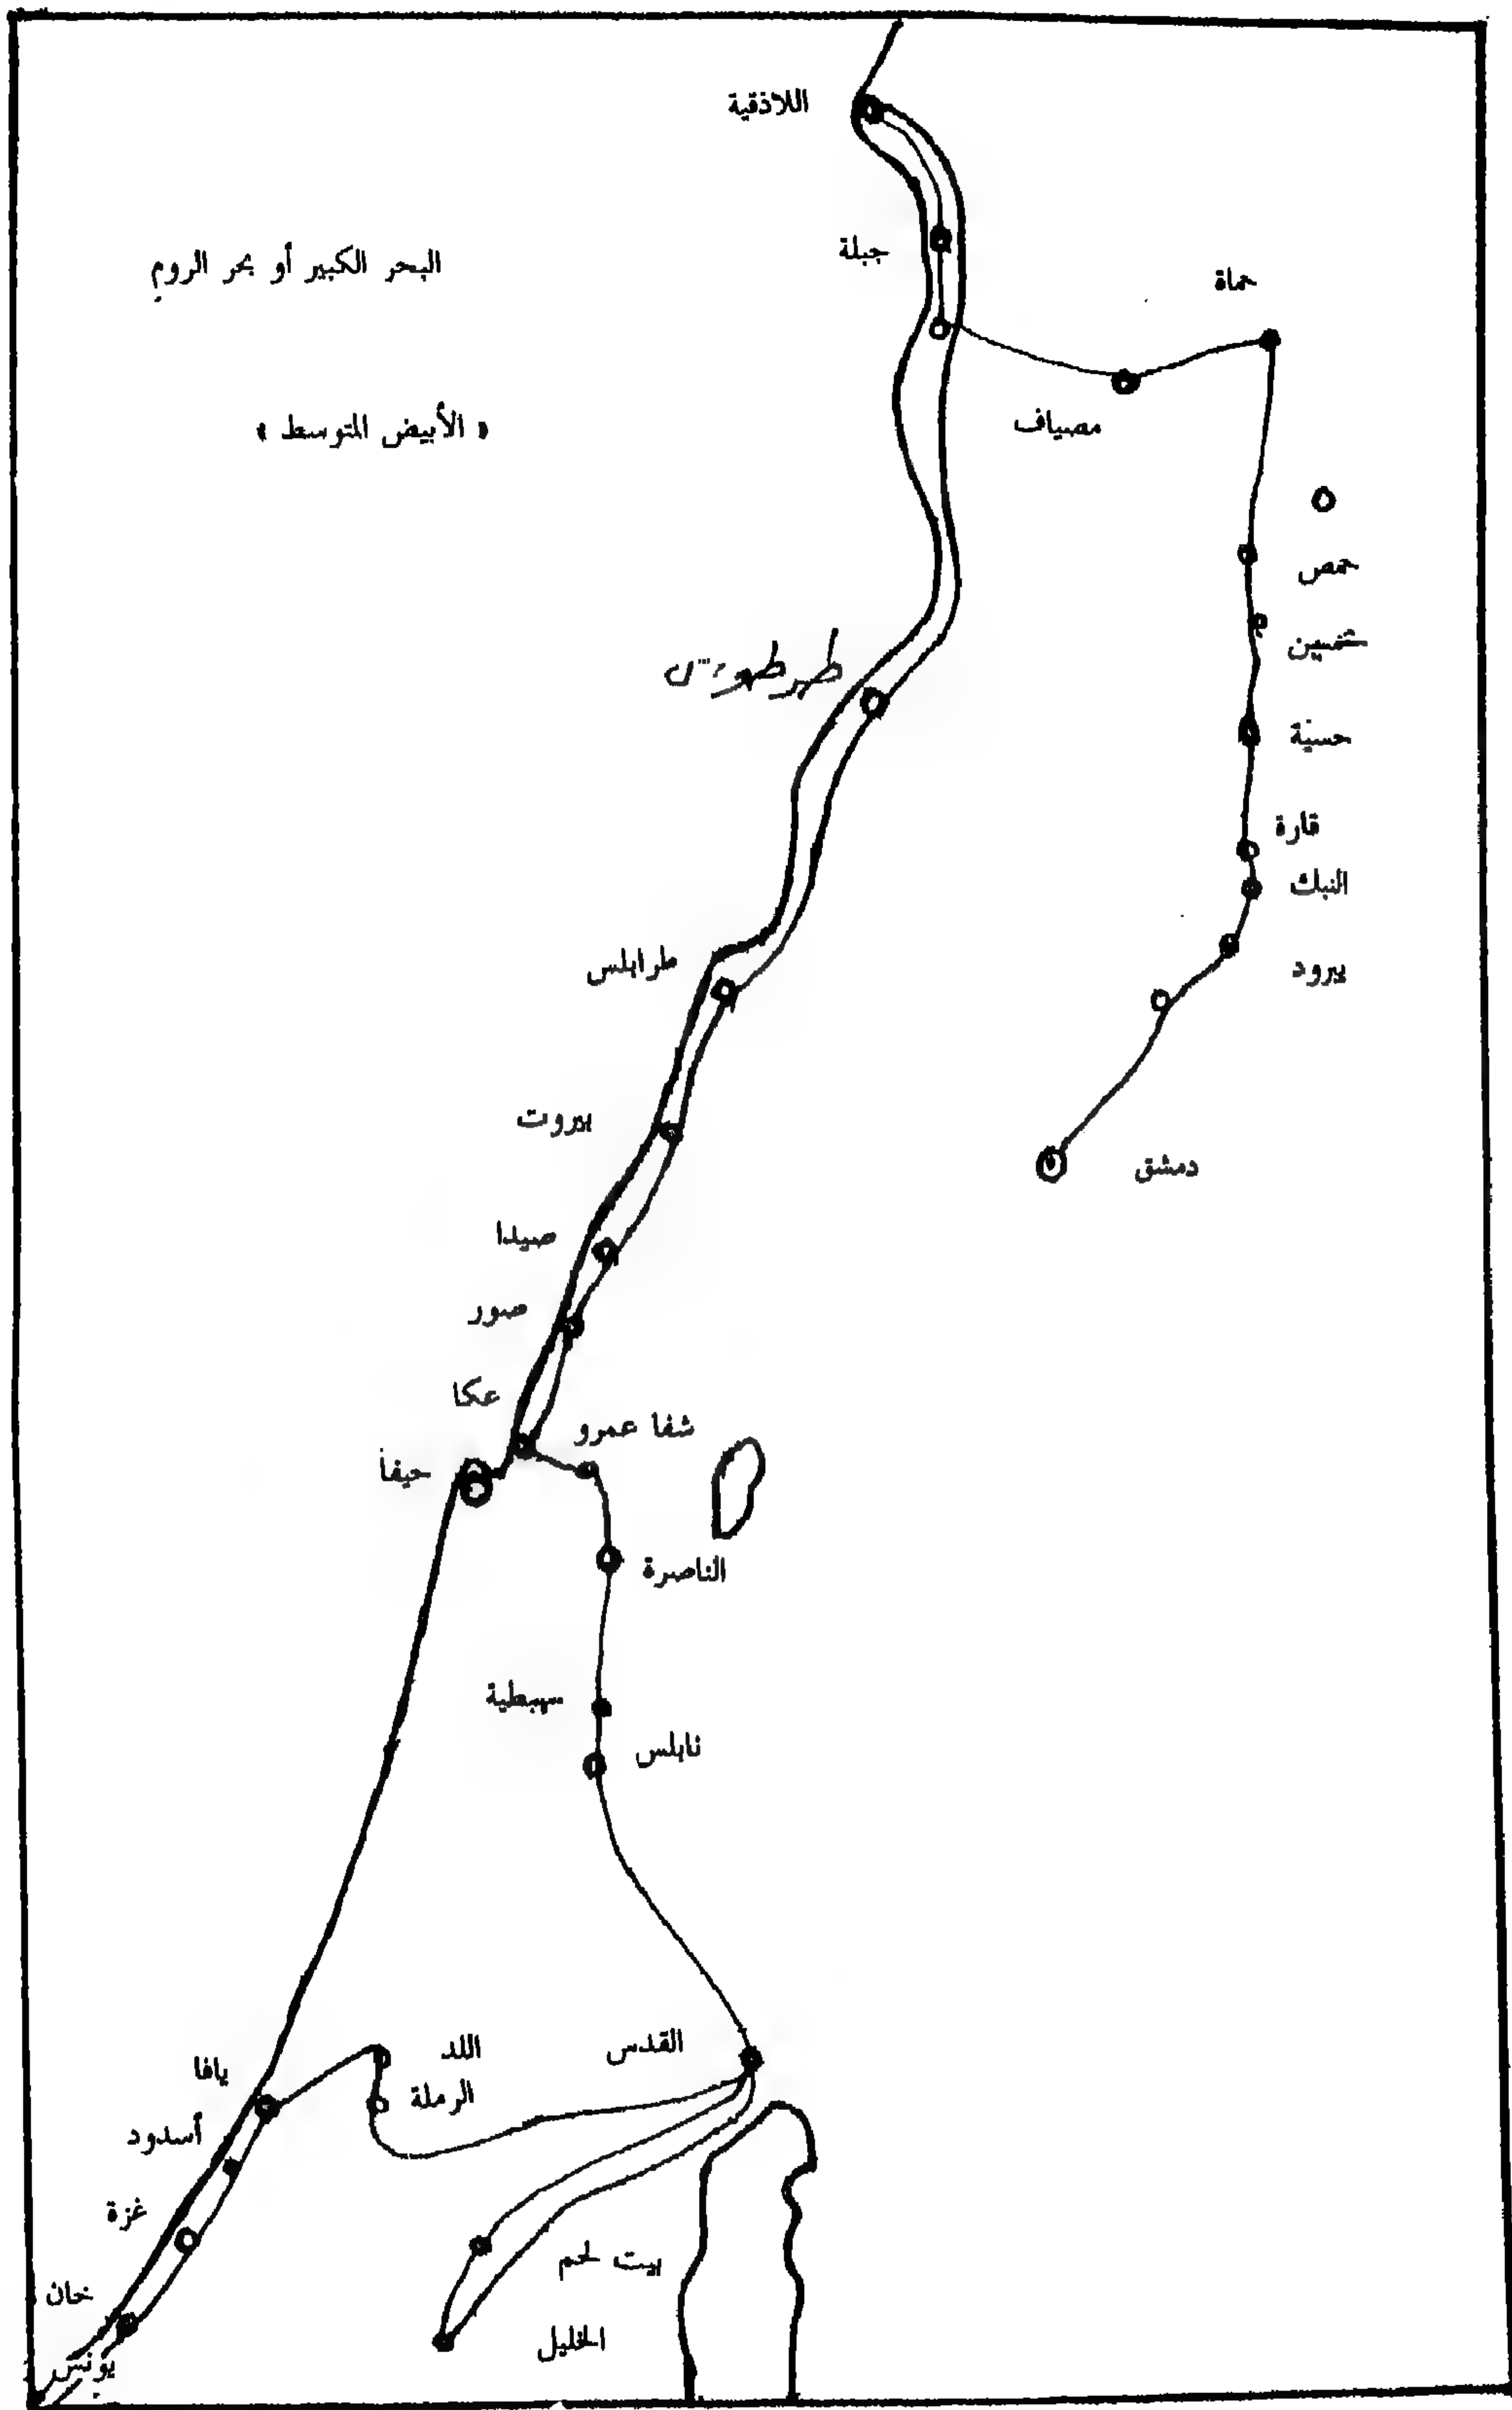 اللاذقية
جبلة
البحر الكبير أو بحر الروم
حماة
« الأبيض المتوسط »
مصياف
حمص
شمسين
طرطوس
حسية
قارة
النبك
طرابلس
يبرود
بيروت
دمشق
صيدا
صور
عكا
شفا عمرو
حيفا
الناصرة
سبطية
نابلس
القدس
اللد
يافا
الرملة
أسدود
غزة
بيت لحم
خان
الخليل
يونس